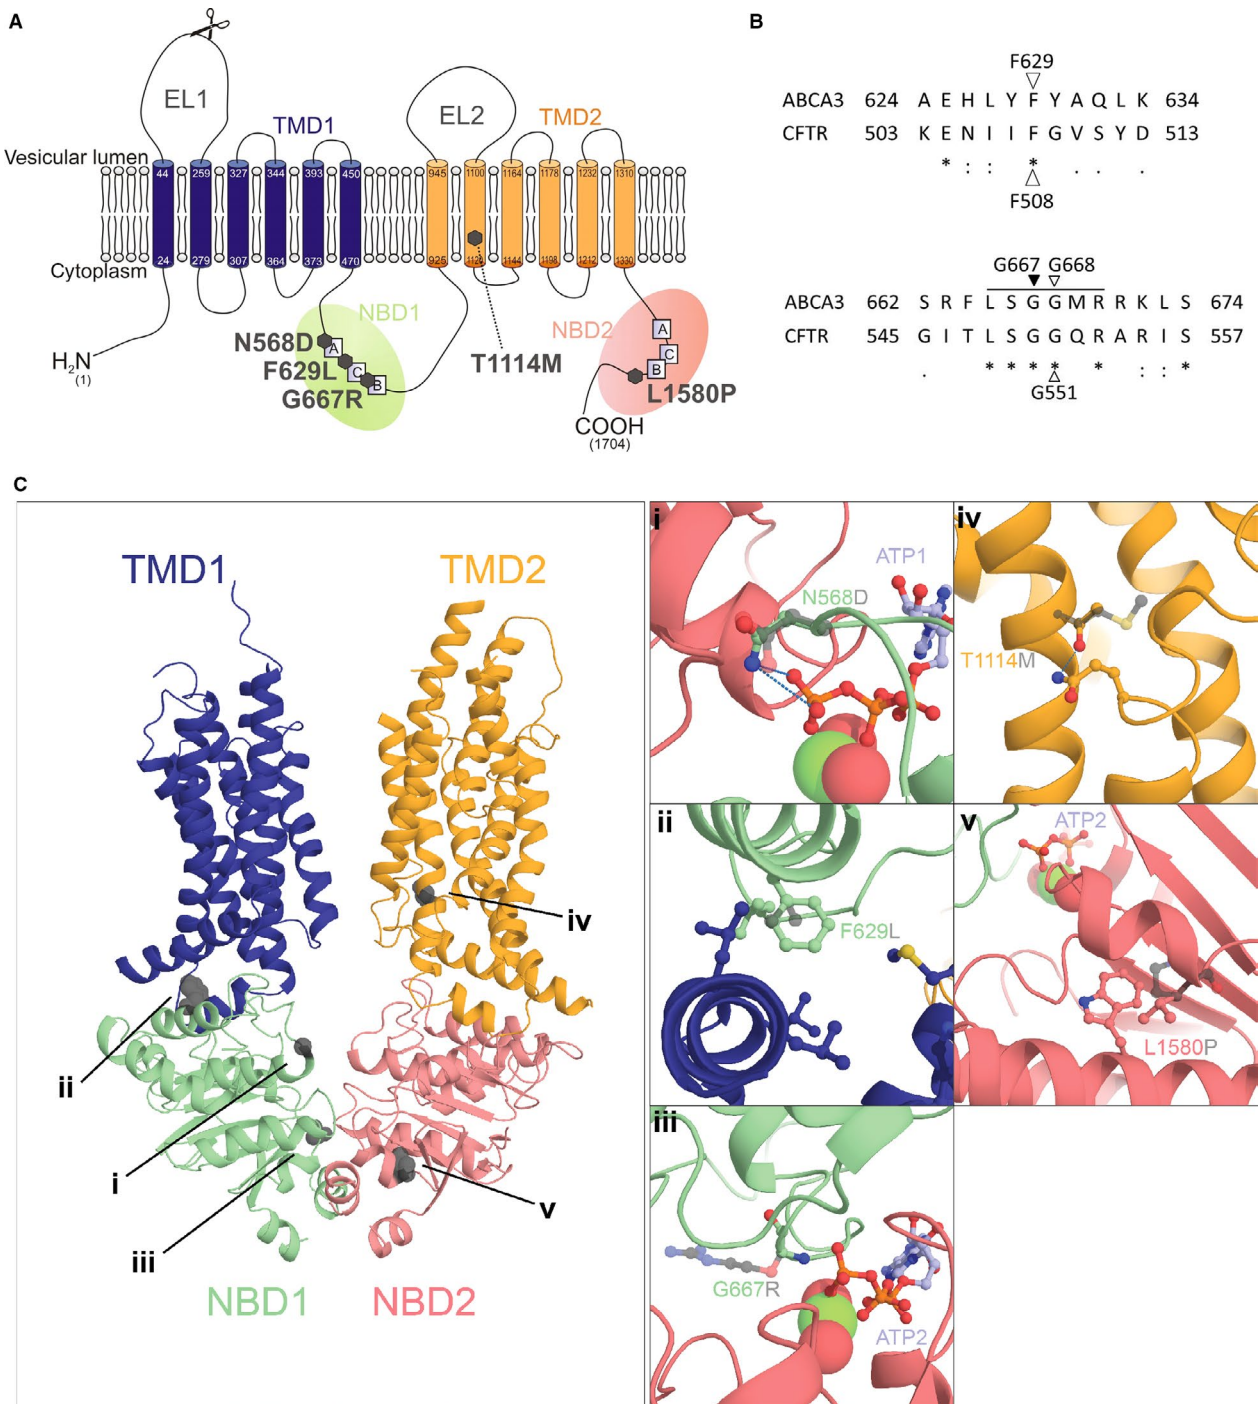 A
EL1
EL2
TMD1
TMD2
Vesicular lumen
44 259 327 344 393 450 945 1100 1164 1178 1232 1310
24 279 307 364 373 470 925 1120 1144 1198 1212 1330
Cytoplasm
NBD1
NBD2
N568D
A
F629L
C
G667R
B
T1114M
A
C
B
L1580P
H₂N
(1)
COOH
(1704)
B
F629
ABCA3 624 A E H L Y F Y A Q L K 634
CFTR 503 K E N I I F G V S Y D 513
* : : * . . .
F508
G667 G668
ABCA3 662 S R F L S G G M R R K L S 674
CFTR 545 G I T L S G G Q R A R I S 557
. * * * * * : : *
G551
C
TMD1
TMD2
iv
ii
i
v
iii
NBD1
NBD2
i
ATP1
N568D
iv
T1114M
ii
F629L
v
ATP2
L1580P
iii
G667R
ATP2